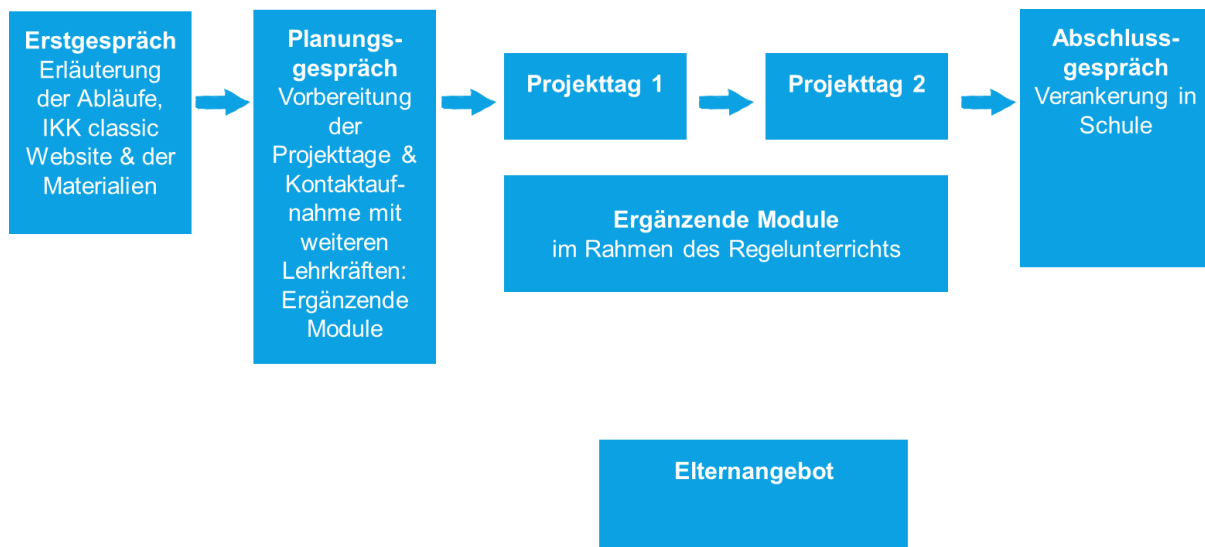 Erstgespräch
Erläuterung
der Abläufe,
IKK classic
Website & der
Materialien
Planungs-
gespräch
Vorbereitung
der
Projekttage &
Kontaktauf-
nahme mit
weiteren
Lehrkräften:
Ergänzende
Module
Projekttag 1
Projekttag 2
Ergänzende Module
im Rahmen des Regelunterrichts
Abschluss-
gespräch
Verankerung in
Schule
Elternangebot